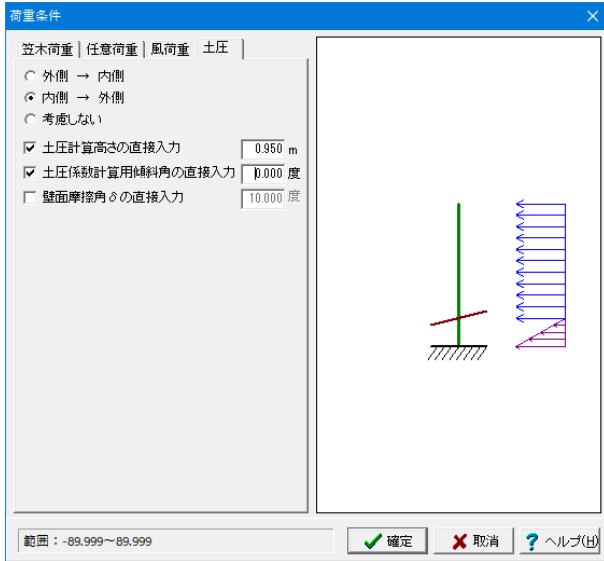 荷重条件
笠木荷重 任意荷重 風荷重 土圧
外側 → 内側
内側 → 外側
考慮しない
土圧計算高さの直接入力 0.950 m
土圧係数計算用傾斜角の直接入力 0.000 度
壁面摩擦角δの直接入力 10.000 度
範囲：-89.999～89.999
確定 取消 ヘルプ(H)